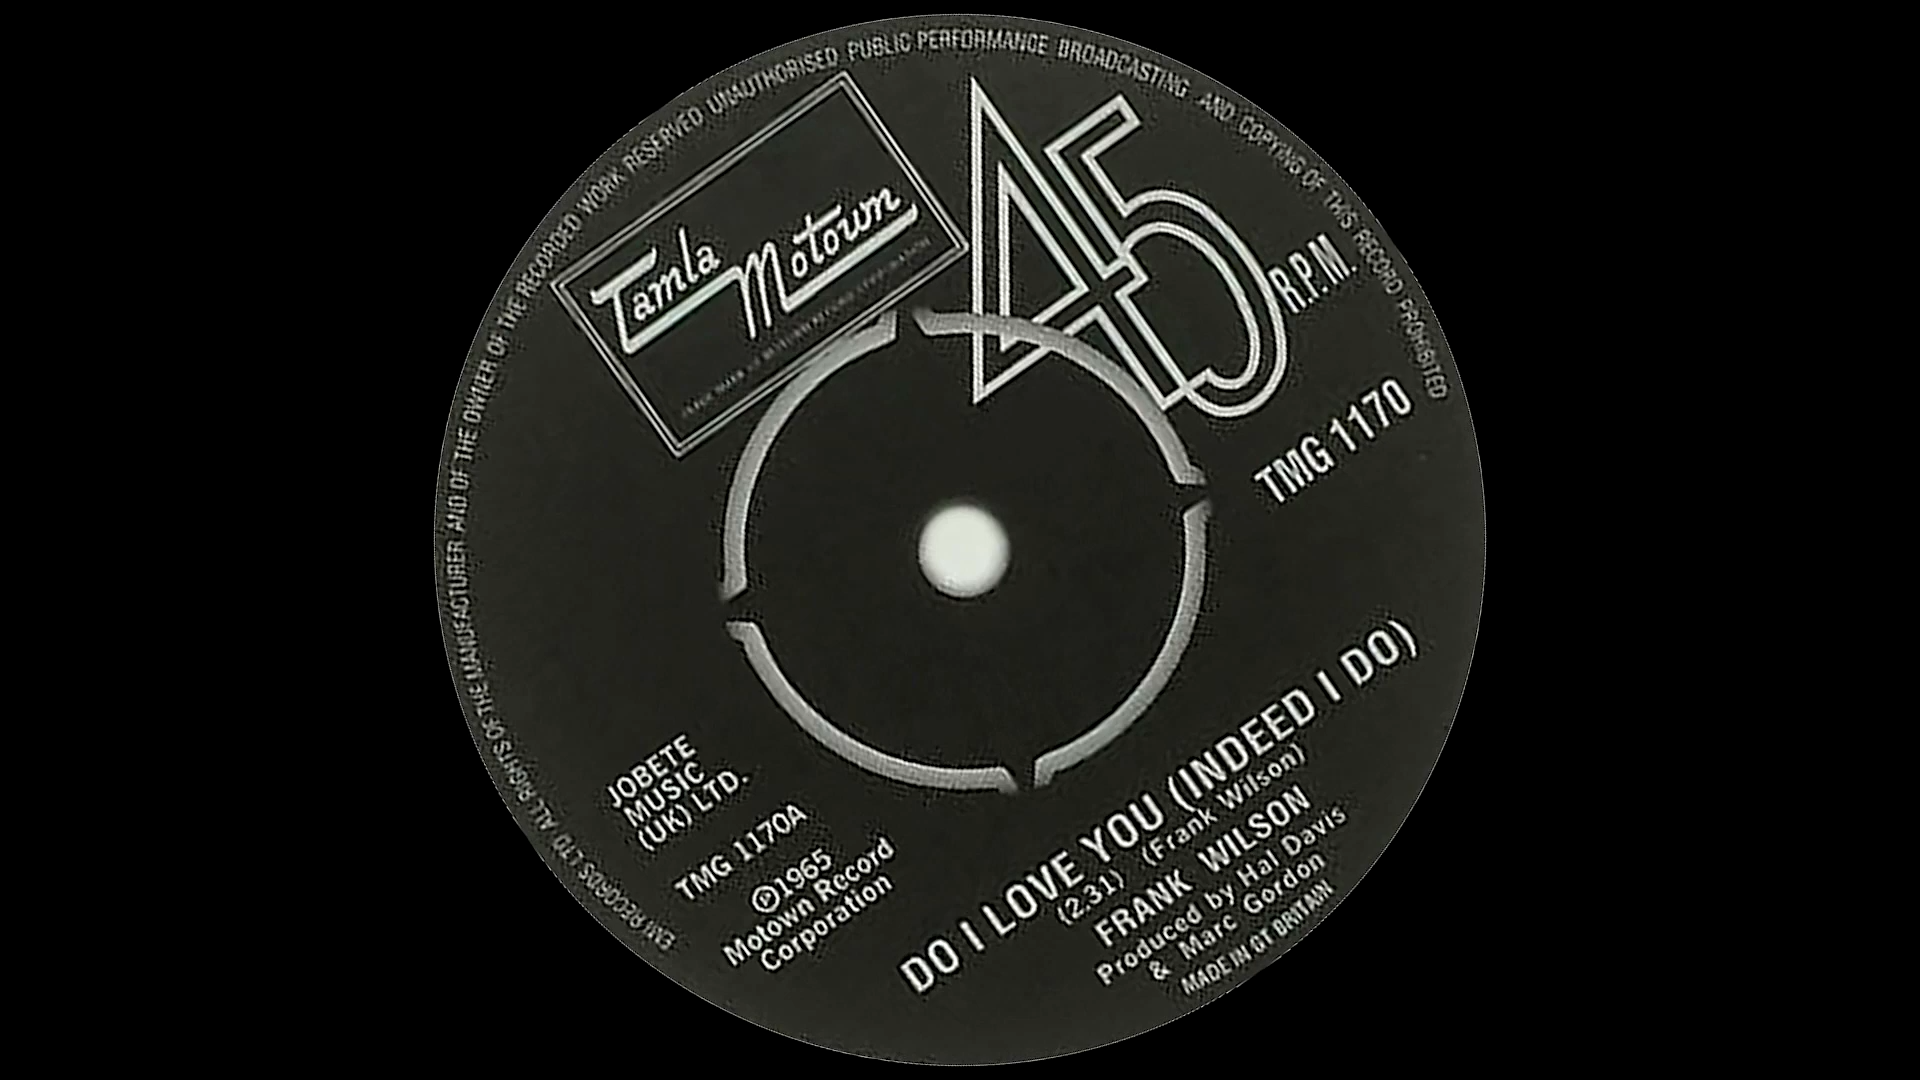 EMI RECORDS LTD ALL RIGHTS OF THE MANUFACTURER AND OF THE OWNER OF THE RECORDED WORK RESERVED UNAUTHORISED PUBLIC PERFORMANCE BROADCASTING AND COPYING OF THIS RECORD PROHIBITED
Tamla
Motown
45
R.P.M.
TMG 1170
JOBETE
MUSIC
(UK) LTD.
TMG 1170A
℗1965
Motown Record
Corporation
DO I LOVE YOU (INDEED I DO)
(2.31) (Frank Wilson)
FRANK WILSON
Produced by Hal Davis
& Marc Gordon
MADE IN GT BRITAIN